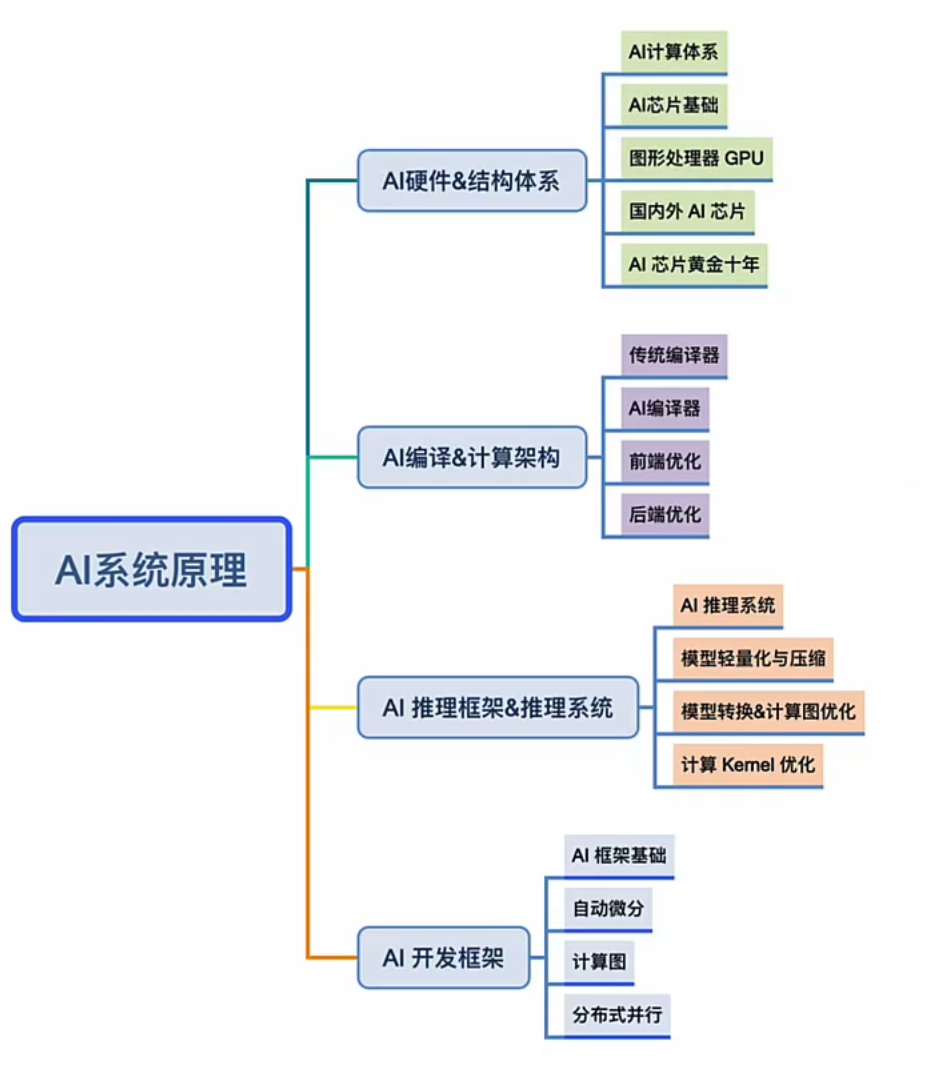 AI系统原理
AI硬件&结构体系
AI计算体系
AI芯片基础
图形处理器 GPU
国内外 AI 芯片
AI 芯片黄金十年
AI编译&计算架构
传统编译器
AI编译器
前端优化
后端优化
AI 推理框架&推理系统
AI 推理系统
模型轻量化与压缩
模型转换&计算图优化
计算 Kernel 优化
AI 开发框架
AI 框架基础
自动微分
计算图
分布式并行